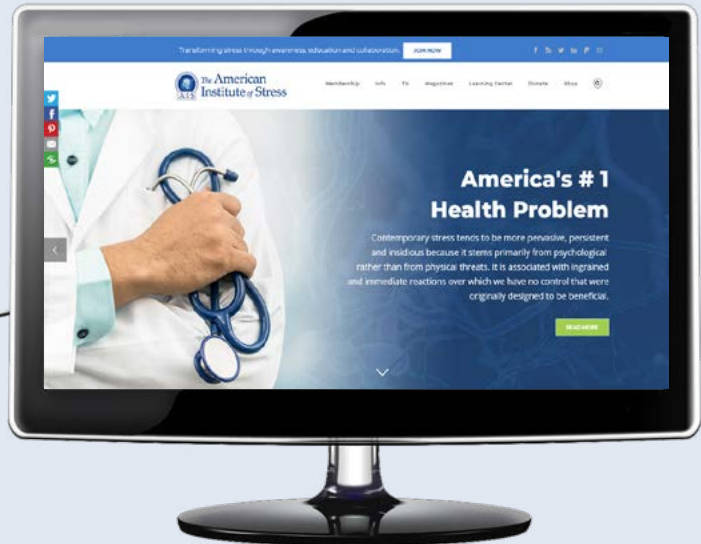 Transforming stress through awareness, education and collaboration.
JOIN NOW
The American
Institute of Stress
AIS
Membership Info TV Magazines Learning Center Donate Shop
America's # 1
Health Problem
Contemporary stress tends to be more pervasive, persistent
and insidious because it stems primarily from psychological
rather than from physical threats. It is associated with ingrained
and immediate reactions over which we have no control that were
originally designed to be beneficial.
READ MORE